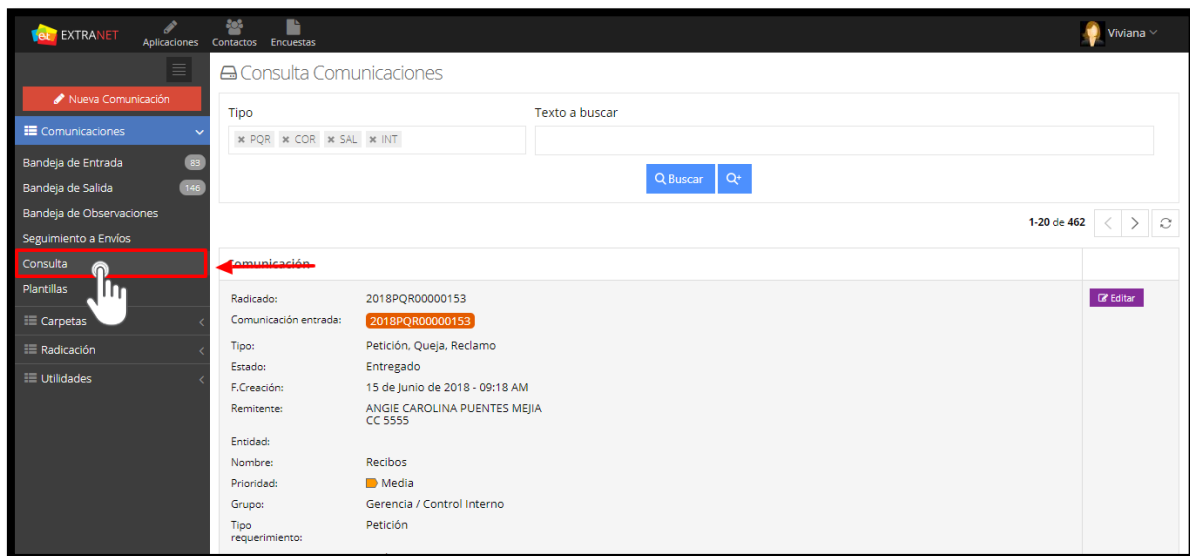 EXTRANET
Aplicaciones Contactos Encuestas
Viviana
Nueva Comunicación
Comunicaciones
Bandeja de Entrada 83
Bandeja de Salida 146
Bandeja de Observaciones
Seguimiento a Envíos
Consulta
Plantillas
Carpetas
Radicación
Utilidades
Consulta Comunicaciones
Tipo Texto a buscar
PQR COR SAL INT
Buscar
1-20 de 462
Comunicación
Radicado: 2018PQR00000153
Editar
Comunicación entrada: 2018PQR00000153
Tipo: Petición, Queja, Reclamo
Estado: Entregado
F.Creación: 15 de Junio de 2018 - 09:18 AM
Remitente: ANGIE CAROLINA PUENTES MEJIA
CC 5555
Entidad:
Nombre: Recibos
Prioridad: Media
Grupo: Gerencia / Control Interno
Tipo requerimiento: Petición